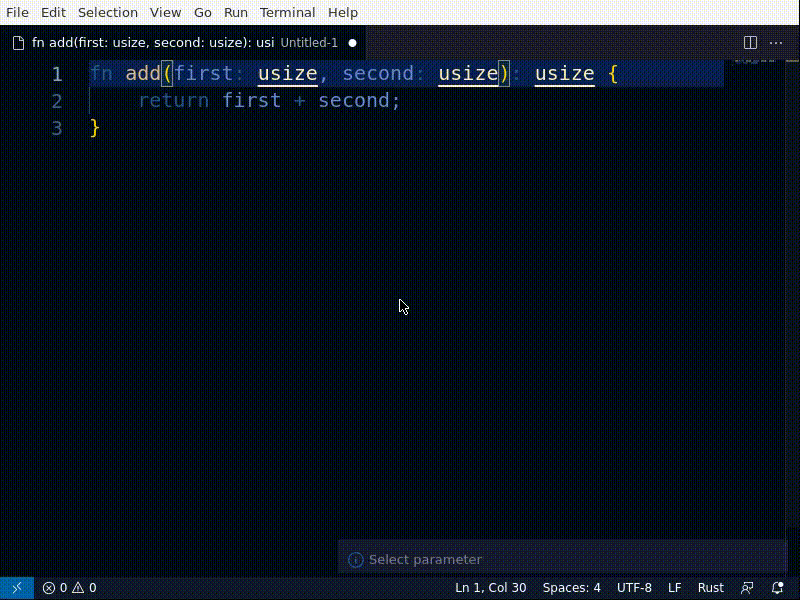 File Edit Selection View Go Run Terminal Help
fn add(first: usize, second: usize): usi Untitled-1
1 fn add(first: usize, second: usize): usize {
2 return first + second;
3 }
Select parameter
0 0 Ln 1, Col 30 Spaces: 4 UTF-8 LF Rust